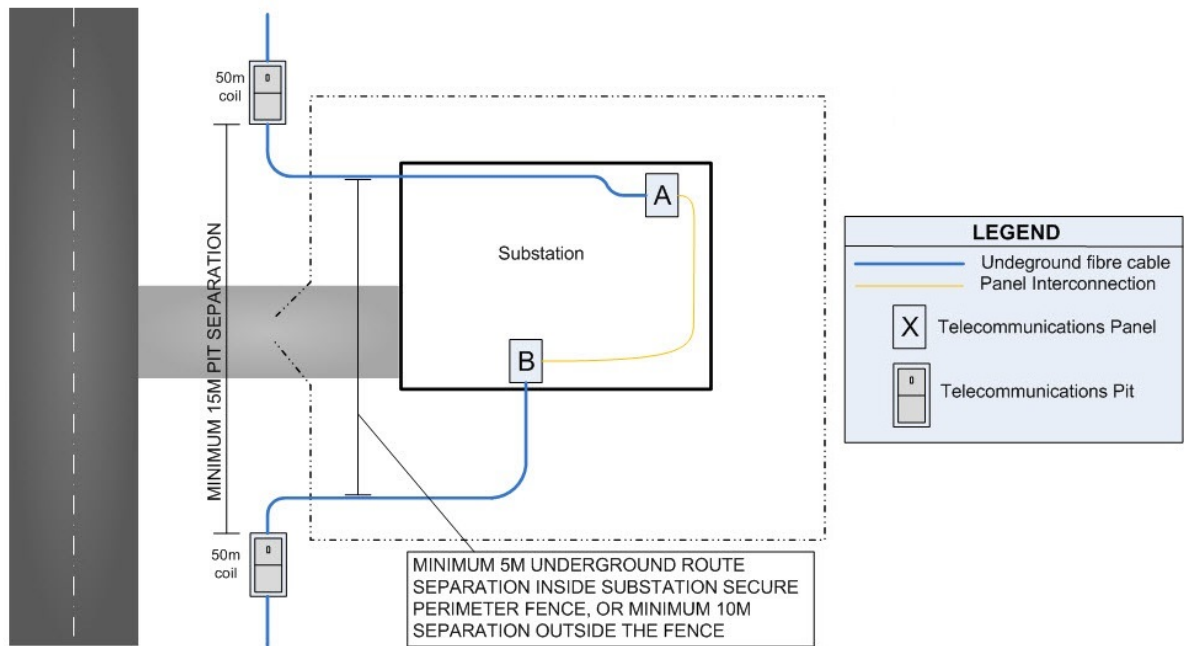 50m
coil
MINIMUM 15M PIT SEPARATION
Substation
A
B
50m
coil
MINIMUM 5M UNDERGROUND ROUTE
SEPARATION INSIDE SUBSTATION SECURE
PERIMETER FENCE, OR MINIMUM 10M
SEPARATION OUTSIDE THE FENCE
LEGEND
Undeground fibre cable
Panel Interconnection
X
Telecommunications Panel
Telecommunications Pit